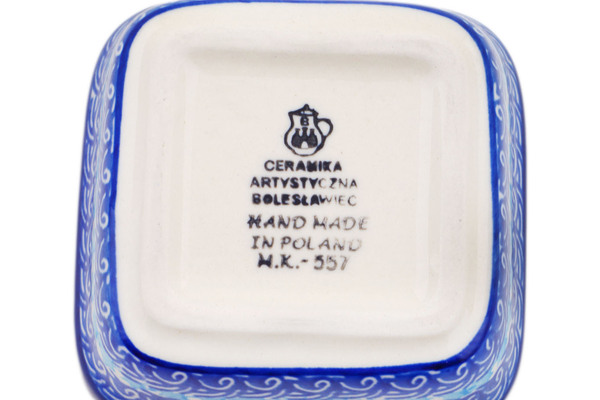 B
CERAMIKA
ARTYSTYCZNA
BOLESŁAWIEC
HAND MADE
IN POLAND
W.K.-557